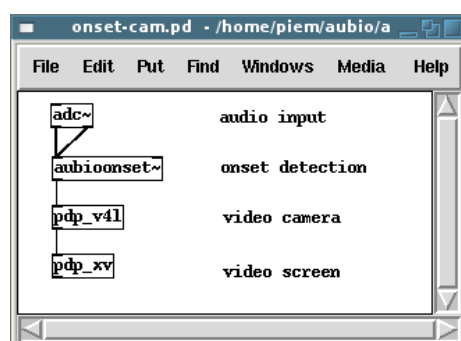 onset-cam.pd - /home/piem/aubio/a
File Edit Put Find Windows Media Help
adc~ audio input
aubioonset~ onset detection
pdp_v4l video camera
pdp_xv video screen